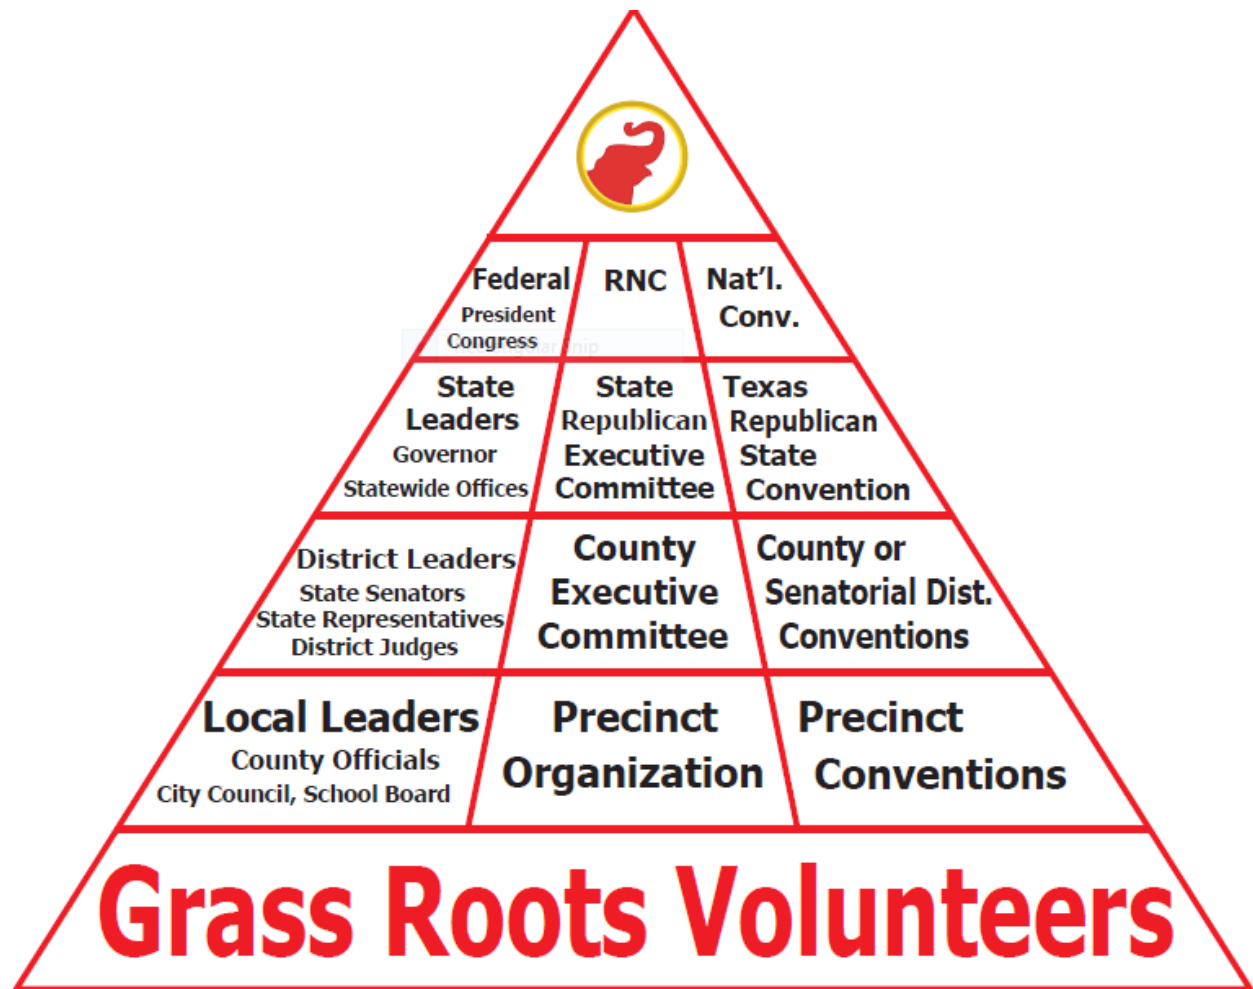 Federal
President
Congress
RNC
Nat’l.
Conv.
State
Leaders
Governor
Statewide Offices
State
Republican
Executive
Committee
Texas
Republican
State
Convention
District Leaders
State Senators
State Representatives
District Judges
County
Executive
Committee
County or
Senatorial Dist.
Conventions
Local Leaders
County Officials
City Council, School Board
Precinct
Organization
Precinct
Conventions
Grass Roots Volunteers